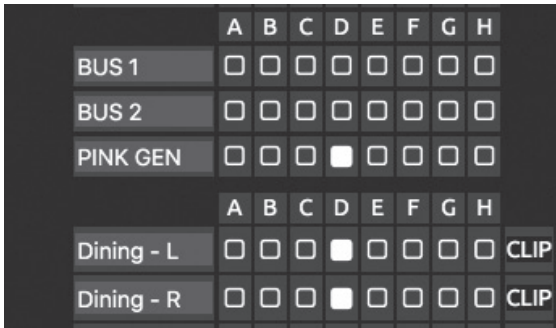 A B C D E F G H
BUS 1
BUS 2
PINK GEN
A B C D E F G H
Dining - L CLIP
Dining - R CLIP